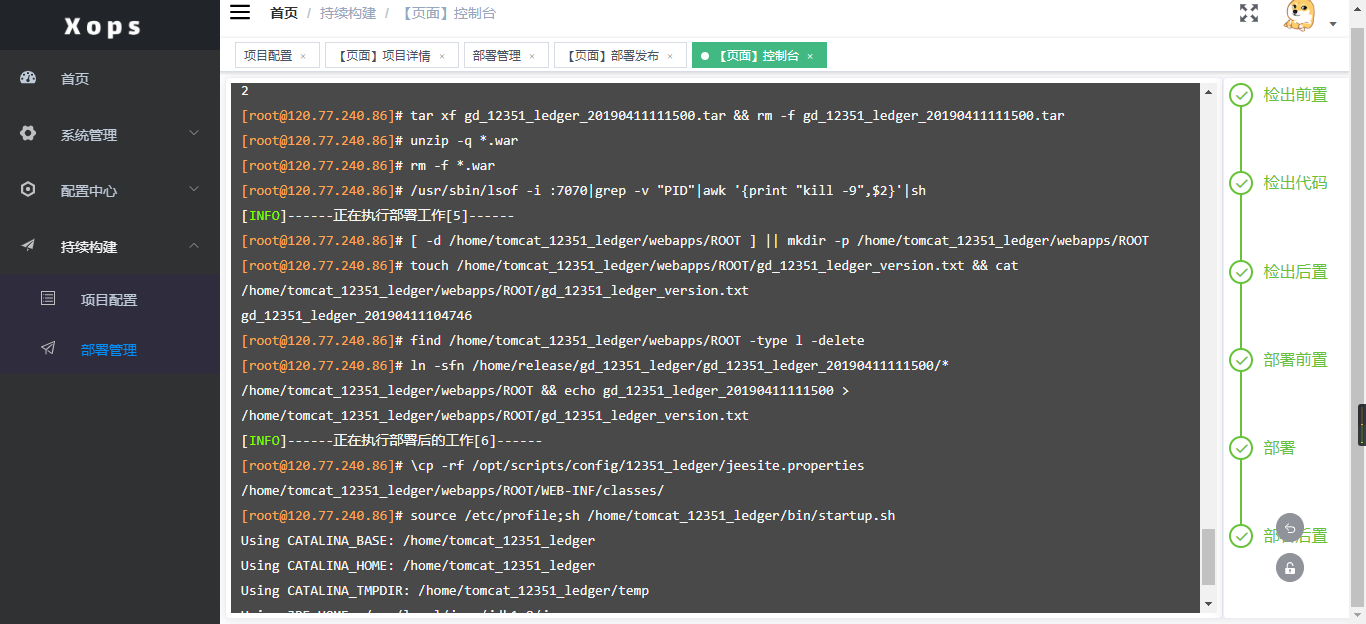 Xops
首页 / 持续构建 / 【页面】控制台
项目配置 × 【页面】项目详情 × 部署管理 × 【页面】部署发布 × 【页面】控制台 ×
首页
系统管理
配置中心
持续构建
项目配置
部署管理
2
[root@120.77.240.86]# tar xf gd_12351_ledger_20190411111500.tar && rm -f gd_12351_ledger_20190411111500.tar
[root@120.77.240.86]# unzip -q *.war
[root@120.77.240.86]# rm -f *.war
[root@120.77.240.86]# /usr/sbin/lsof -i :7070|grep -v "PID"|awk '{print "kill -9",$2}'|sh
[INFO]------正在执行部署工作[5]------
[root@120.77.240.86]# [ -d /home/tomcat_12351_ledger/webapps/ROOT ] || mkdir -p /home/tomcat_12351_ledger/webapps/ROOT
[root@120.77.240.86]# touch /home/tomcat_12351_ledger/webapps/ROOT/gd_12351_ledger_version.txt && cat
/home/tomcat_12351_ledger/webapps/ROOT/gd_12351_ledger_version.txt
gd_12351_ledger_20190411104746
[root@120.77.240.86]# find /home/tomcat_12351_ledger/webapps/ROOT -type l -delete
[root@120.77.240.86]# ln -sfn /home/release/gd_12351_ledger/gd_12351_ledger_20190411111500/*
/home/tomcat_12351_ledger/webapps/ROOT && echo gd_12351_ledger_20190411111500 >
/home/tomcat_12351_ledger/webapps/ROOT/gd_12351_ledger_version.txt
[INFO]------正在执行部署后的工作[6]------
[root@120.77.240.86]# \cp -rf /opt/scripts/config/12351_ledger/jeesite.properties
/home/tomcat_12351_ledger/webapps/ROOT/WEB-INF/classes/
[root@120.77.240.86]# source /etc/profile;sh /home/tomcat_12351_ledger/bin/startup.sh
Using CATALINA_BASE: /home/tomcat_12351_ledger
Using CATALINA_HOME: /home/tomcat_12351_ledger
Using CATALINA_TMPDIR: /home/tomcat_12351_ledger/temp
检出前置
检出代码
检出后置
部署前置
部署
部署后置